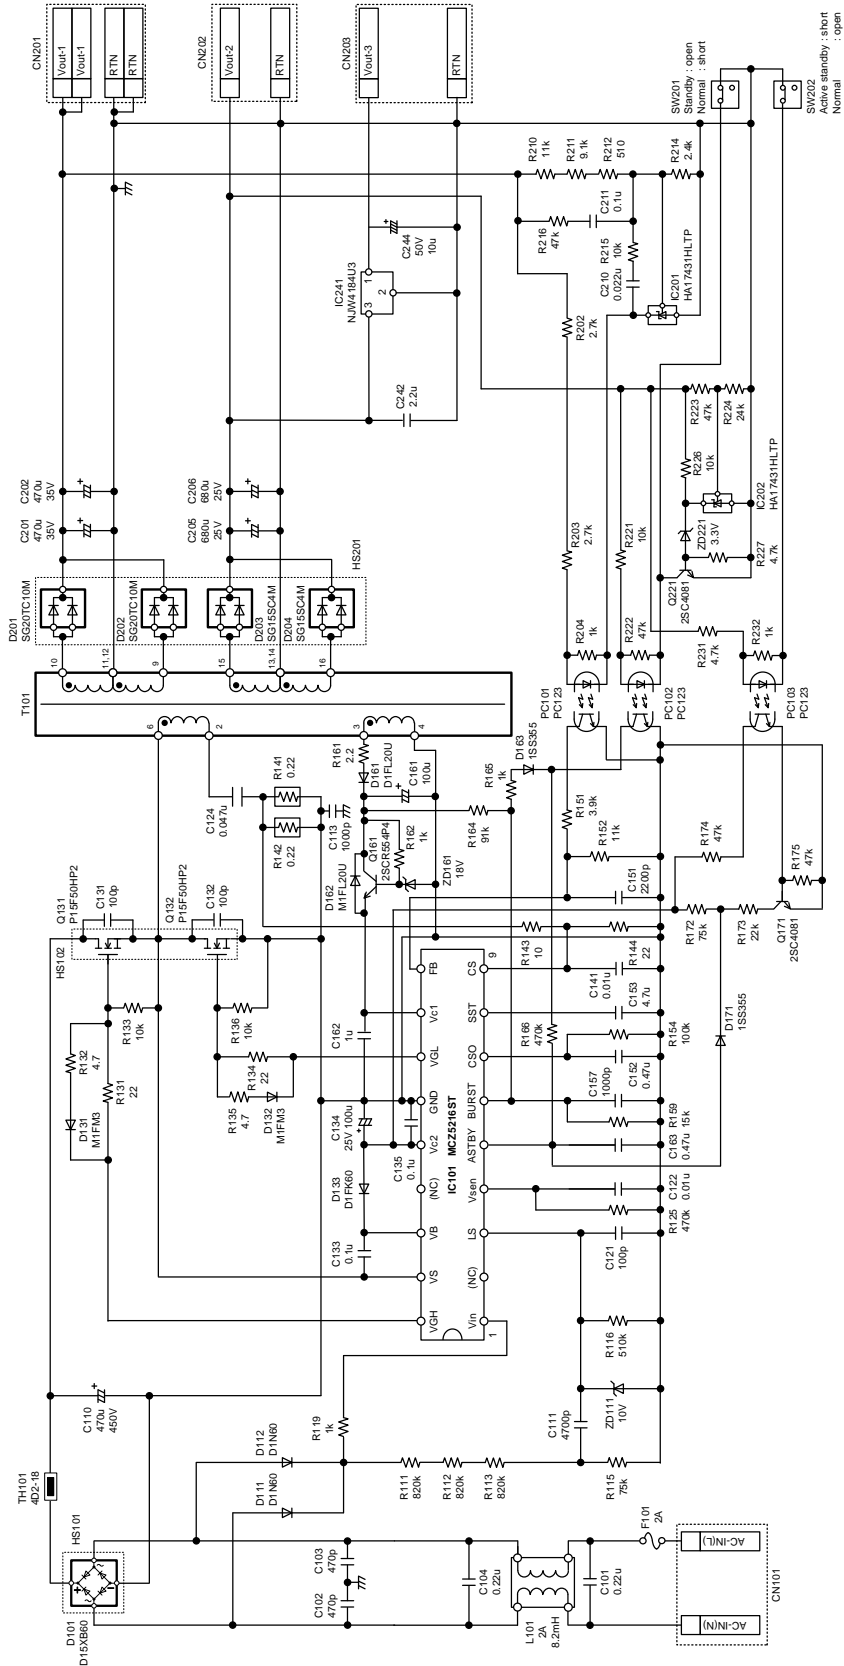 CN201
Vout-1
Vout-1
RTN
RTN
CN202
Vout-2
RTN
CN203
Vout-3
RTN
SW201
Standby : open
Normal : short
SW202
Active standby : short
Normal : open
R210
11k
R211
9.1k
R212
510
R214
2.4k
R216
47k
C211
0.1u
R215
10k
C210
0.022u
IC201
HA17431HLTP
R202
2.7k
C244
50V
10u
IC241
NJW4184U3
1
2
3
C242
2.2u
R223
47k
R224
24k
R226
10k
IC202
HA17431HLTP
ZD221
3.3V
R227
4.7k
Q221
2SC4081
C202
470u
35V
C201
470u
35V
C206
680u
25V
C205
680u
25V
HS201
R203
2.7k
R221
10k
D201
SG20TC10M
D202
SG20TC10M
D203
SG15SC4M
D204
SG15SC4M
R204
1k
R222
47k
R231
4.7k
R232
1k
10
11,12
9
15
13,14
16
T101
6
2
3
4
PC101
PC123
PC102
PC123
PC103
PC123
R141
0.22
R142
0.22
C124
0.047u
C113
1000p
R161
2.2
D161
D1FL20U
C161
100u
D163
1SS355
R165
1k
R164
91k
R151
3.9k
R152
11k
R174
47k
R175
47k
Q161
2SCR554P4
R162
1k
ZD161
18V
D162
M1FL20U
C151
2200p
R172
75k
R173
22k
Q171
2SC4081
Q131
P15F50HP2
C131
100p
Q132
P15F50HP2
C132
100p
HS102
R143
10
R144
22
C141
0.01u
C153
4.7u
R166
470k
R154
100k
C152
0.47u
C157
1000p
R159
15k
C163
0.47u
D171
1SS355
R133
10k
R136
10k
R132
4.7
R131
22
D131
M1FM3
R134
22
R135
4.7
D132
M1FM3
C162
1u
C134
25V 100u
C135
0.1u
D133
D1FK60
C133
0.1u
FB
Vc1
VGL
GND
Vc2
(NC)
VB
VS
VGH
IC101 MCZ5216ST
9
CS
SST
CSO
BURST
ASTBY
Vsen
LS
(NC)
Vin
1
C122
0.01u
R125
470k
C121
100p
R116
510k
ZD111
10V
C111
4700p
R115
75k
C110
470u
450V
R119
1k
D112
D1N60
D111
D1N60
R111
820k
R112
820k
R113
820k
TH101
4D2-18
HS101
D101
D15XB60
C103
470p
C102
470p
C104
0.22u
L101
2A
8.2mH
C101
0.22u
F101
2A
AC-IN(L)
AC-IN(N)
CN101